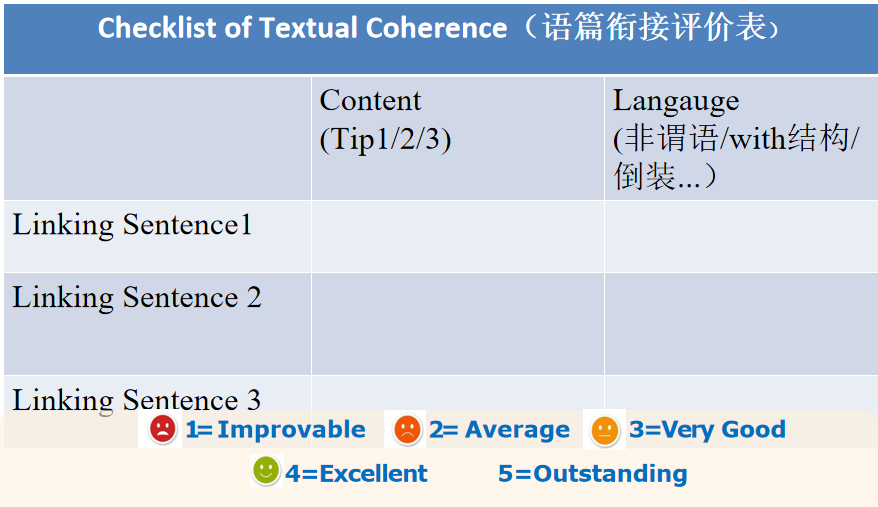 Checklist of Textual Coherence（语篇衔接评价表）
Content
(Tip1/2/3)
Langauge
(非谓语/with结构/
倒装...）
Linking Sentence1
Linking Sentence 2
Linking Sentence 3
1= Improvable
2= Average
3=Very Good
4=Excellent
5=Outstanding